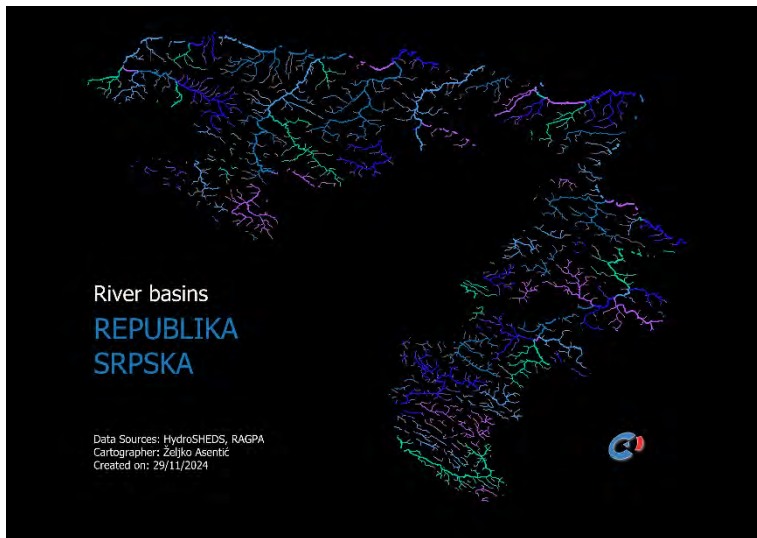 River basins
REPUBLIKA
SRPSKA
Data Sources: HydroSHEDS, RAGPA
Cartographer: Željko Asentić
Created on: 29/11/2024